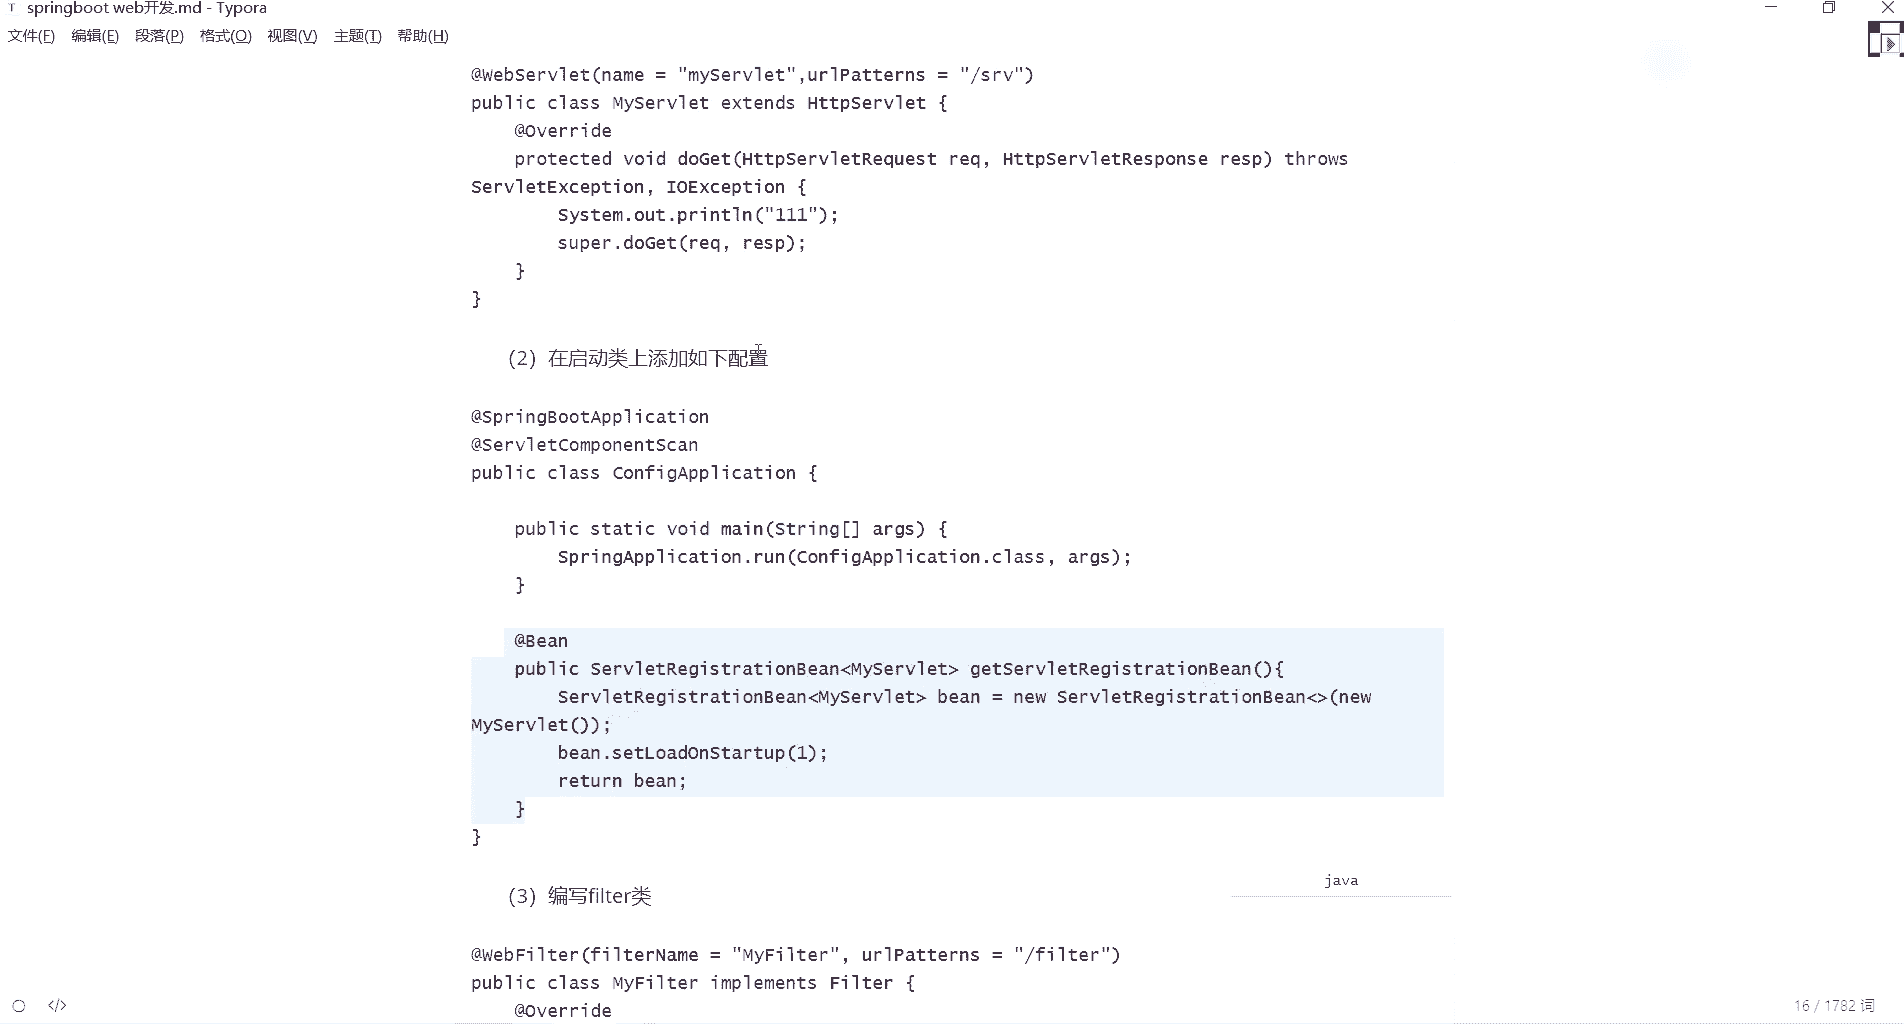 springboot web开发.md - Typora
文件(F) 编辑(E) 段落(P) 格式(O) 视图(V) 主题(T) 帮助(H)
@WebServlet(name = "myServlet",urlPatterns = "/srv")
public class MyServlet extends HttpServlet {
    @Override
    protected void doGet(HttpServletRequest req, HttpServletResponse resp) throws
ServletException, IOException {
        System.out.println("111");
        super.doGet(req, resp);
    }
}
(2) 在启动类上添加如下配置
@SpringBootApplication
@ServletComponentScan
public class ConfigApplication {
    public static void main(String[] args) {
        SpringApplication.run(ConfigApplication.class, args);
    }
    @Bean
    public ServletRegistrationBean<MyServlet> getServletRegistrationBean(){
        ServletRegistrationBean<MyServlet> bean = new ServletRegistrationBean<>(new
MyServlet());
        bean.setLoadOnStartup(1);
        return bean;
    }
}
java
(3) 编写filter类
@WebFilter(filterName = "MyFilter", urlPatterns = "/filter")
public class MyFilter implements Filter {
    @Override
16 / 1782 词